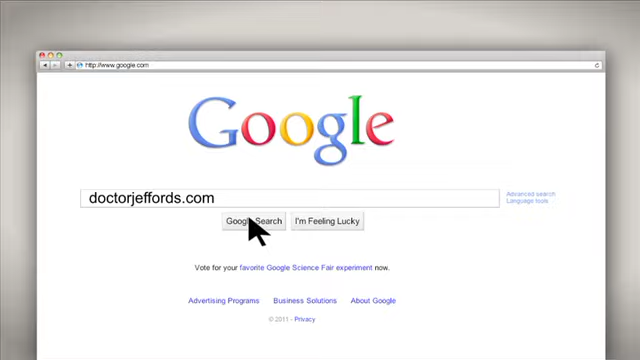 http://www.google.com
Google
doctorjeffords.com
Advanced search
Language tools
Google Search
I'm Feeling Lucky
Vote for your favorite Google Science Fair experiment now.
Advertising Programs Business Solutions About Google
© 2011 - Privacy